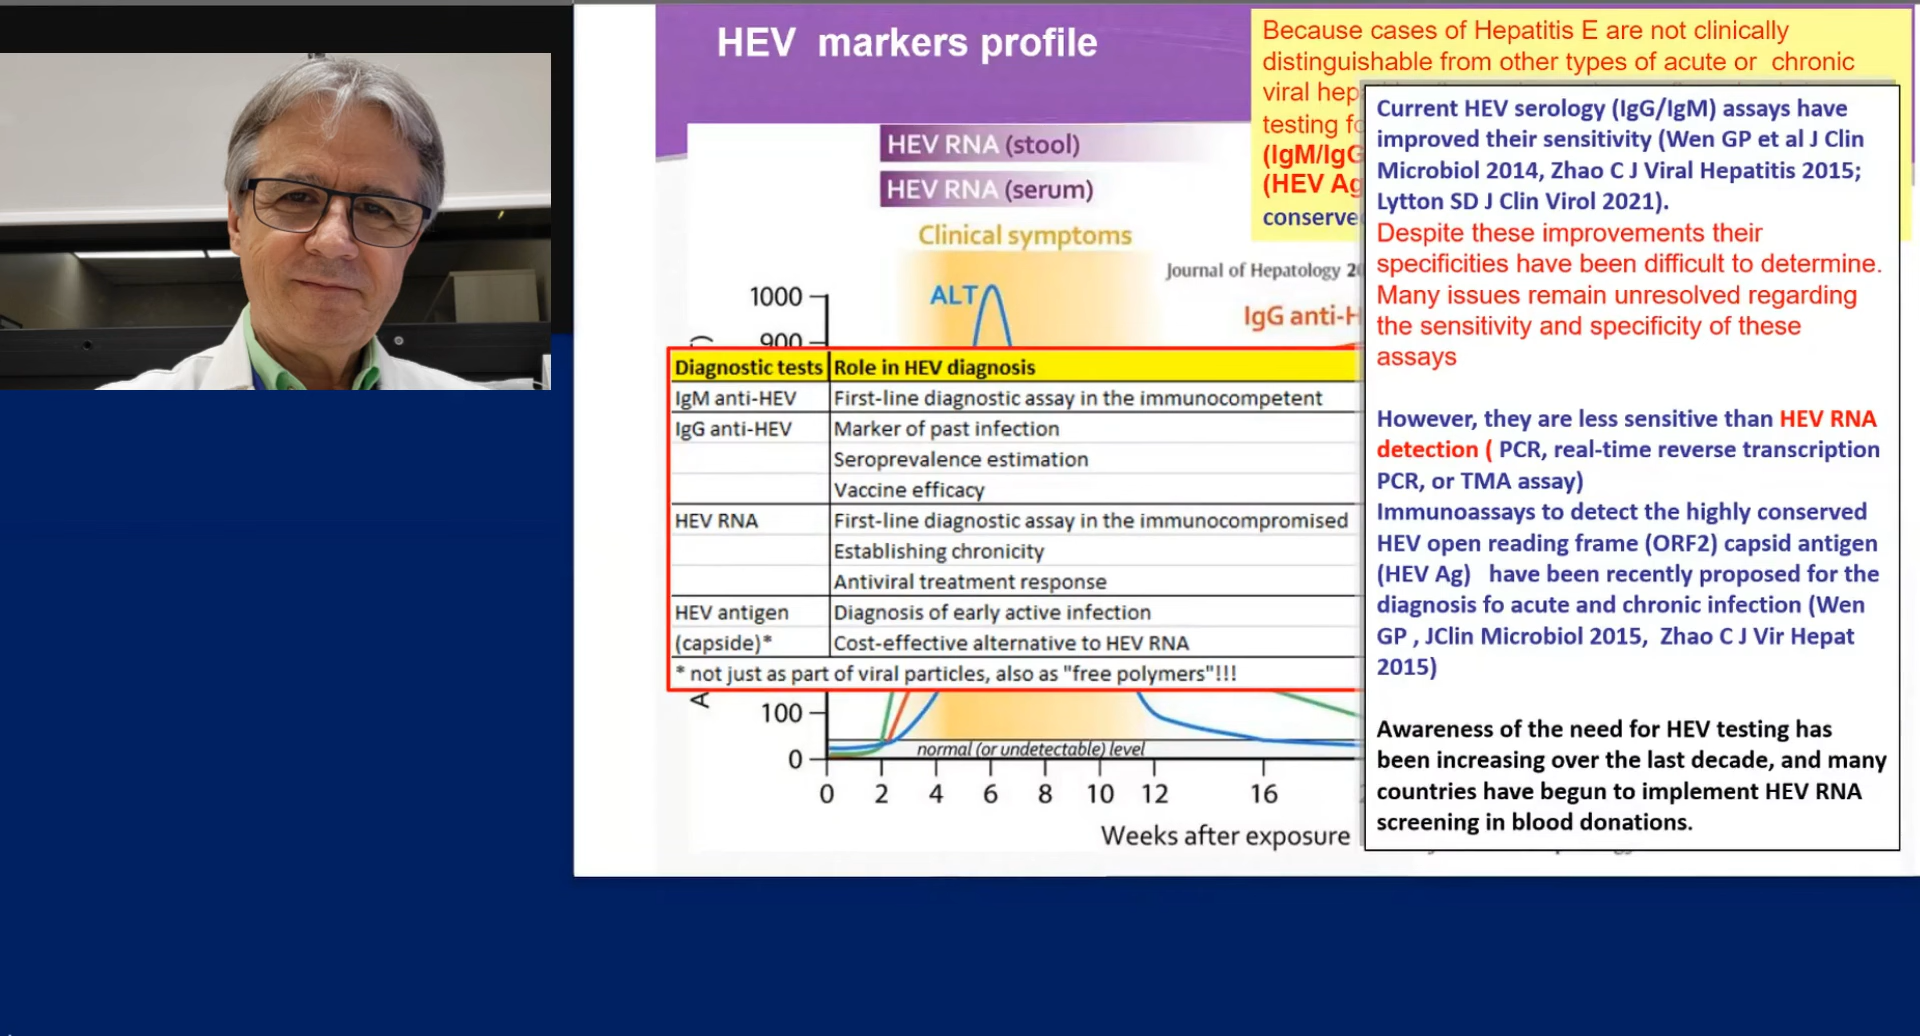 HEV markers profile
Because cases of Hepatitis E are not clinically
distinguishable from other types of acute or chronic
viral
testing
(IgM/IgG
(HEV Ag
HEV RNA (stool)
HEV RNA (serum)
Clinical symptoms
Journal of Hepatology
ALT
IgG
1000
900
Diagnostic tests Role in HEV diagnosis
IgM anti-HEV First-line diagnostic assay in the immunocompetent
IgG anti-HEV Marker of past infection
Seroprevalence estimation
Vaccine efficacy
HEV RNA First-line diagnostic assay in the immunocompromised
Establishing chronicity
Antiviral treatment response
HEV antigen Diagnosis of early active infection
(capside)* Cost-effective alternative to HEV RNA
* not just as part of viral particles, also as "free polymers"!!!
100
normal (or undetectable) level
0
0 2 4 6 8 10 12 16
Weeks after exposure
Current HEV serology (IgG/IgM) assays have
improved their sensitivity (Wen GP et al J Clin
Microbiol 2014, Zhao C J Viral Hepatitis 2015;
Lytton SD J Clin Virol 2021).
Despite these improvements their
specificities have been difficult to determine.
Many issues remain unresolved regarding
the sensitivity and specificity of these
assays
However, they are less sensitive than HEV RNA
detection ( PCR, real-time reverse transcription
PCR, or TMA assay)
Immunoassays to detect the highly conserved
HEV open reading frame (ORF2) capsid antigen
(HEV Ag) have been recently proposed for the
diagnosis fo acute and chronic infection (Wen
GP , JClin Microbiol 2015, Zhao C J Vir Hepat
2015)
Awareness of the need for HEV testing has
been increasing over the last decade, and many
countries have begun to implement HEV RNA
screening in blood donations.